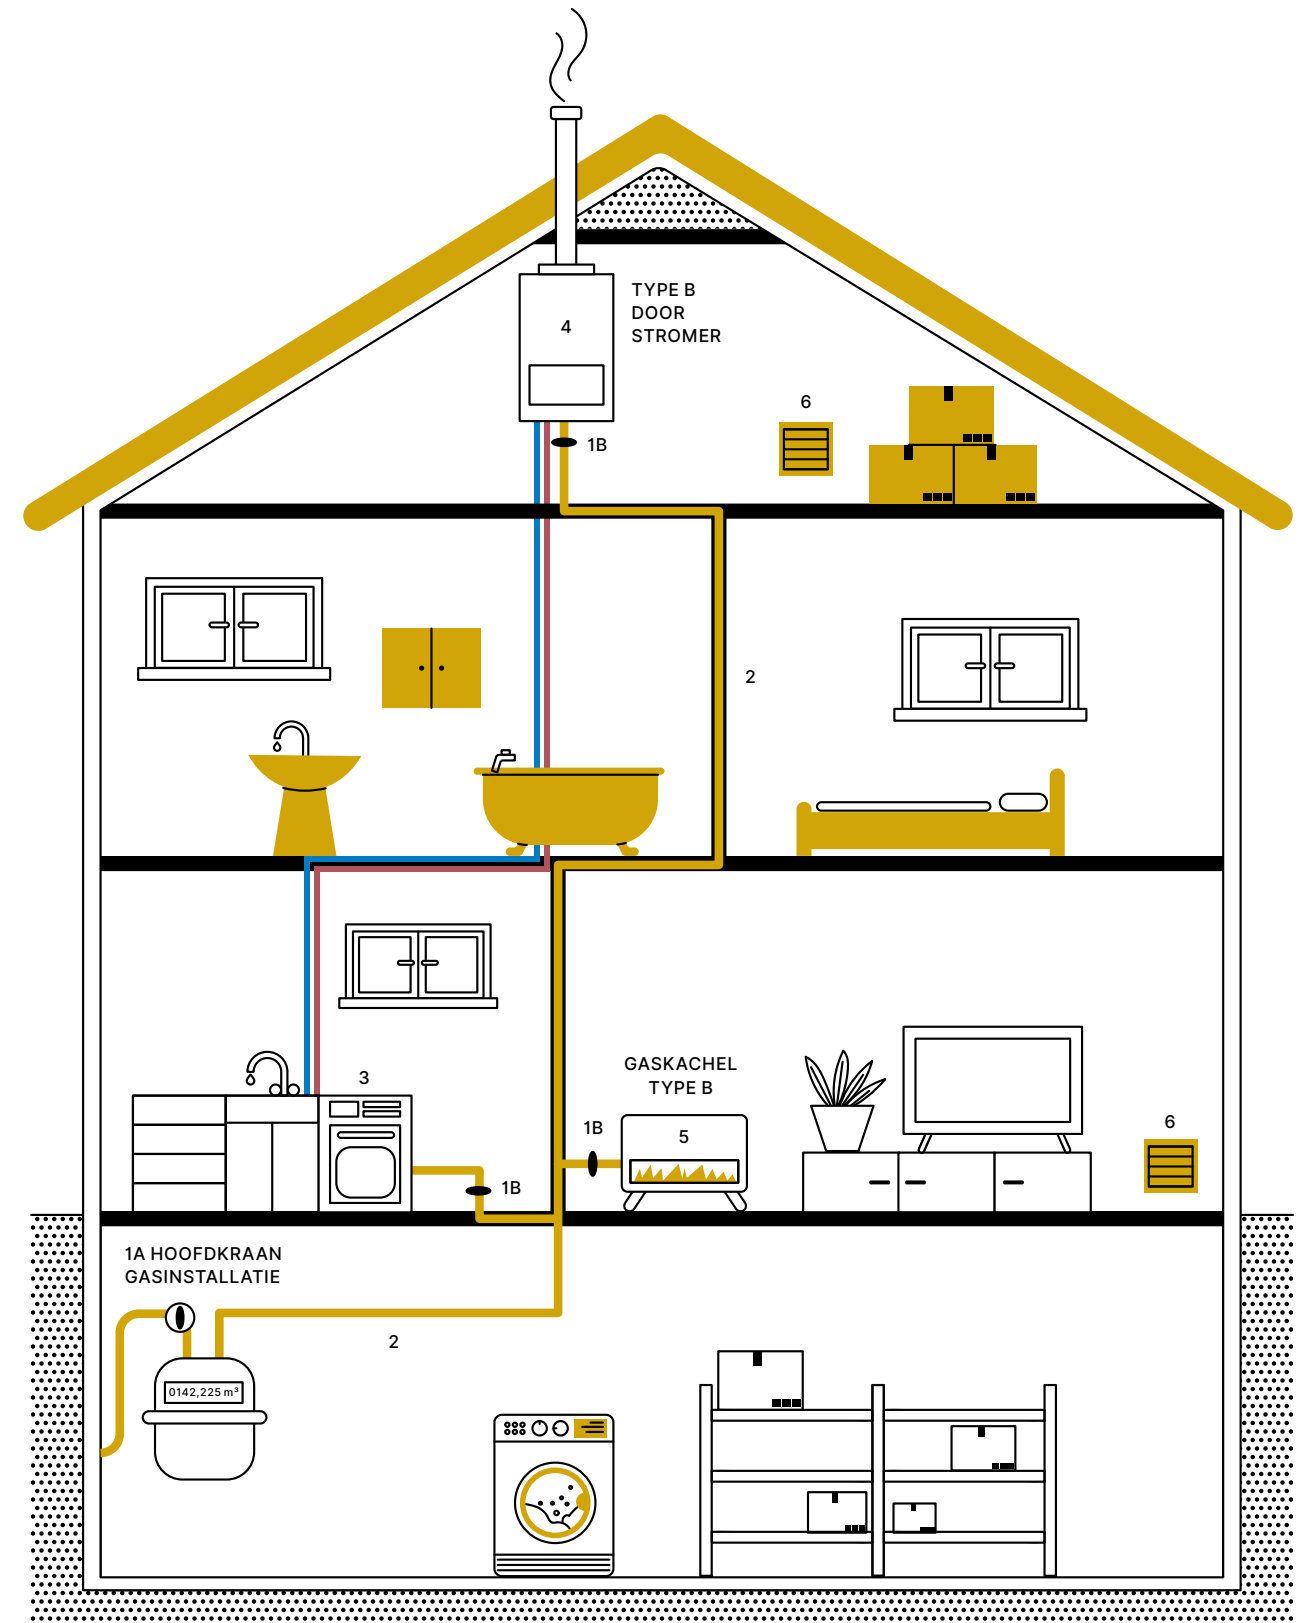 TYPE B
DOOR
STROMER
4
6
1B
2
GASKACHEL
TYPE B
3
1B
5
6
1B
1A HOOFDKRAAN
GASINSTALLATIE
2
0142,225 m³